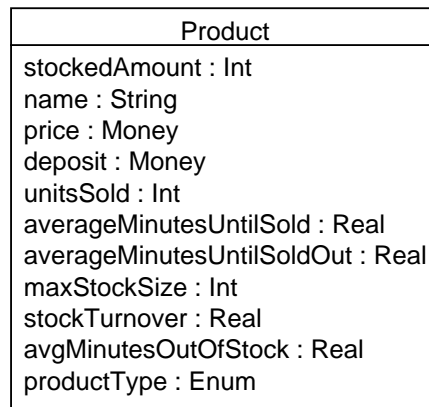 Product
stockedAmount : Int
name : String
price : Money
deposit : Money
unitsSold : Int
averageMinutesUntilSold : Real
averageMinutesUntilSoldOut : Real
maxStockSize : Int
stockTurnover : Real
avgMinutesOutOfStock : Real
productType : Enum